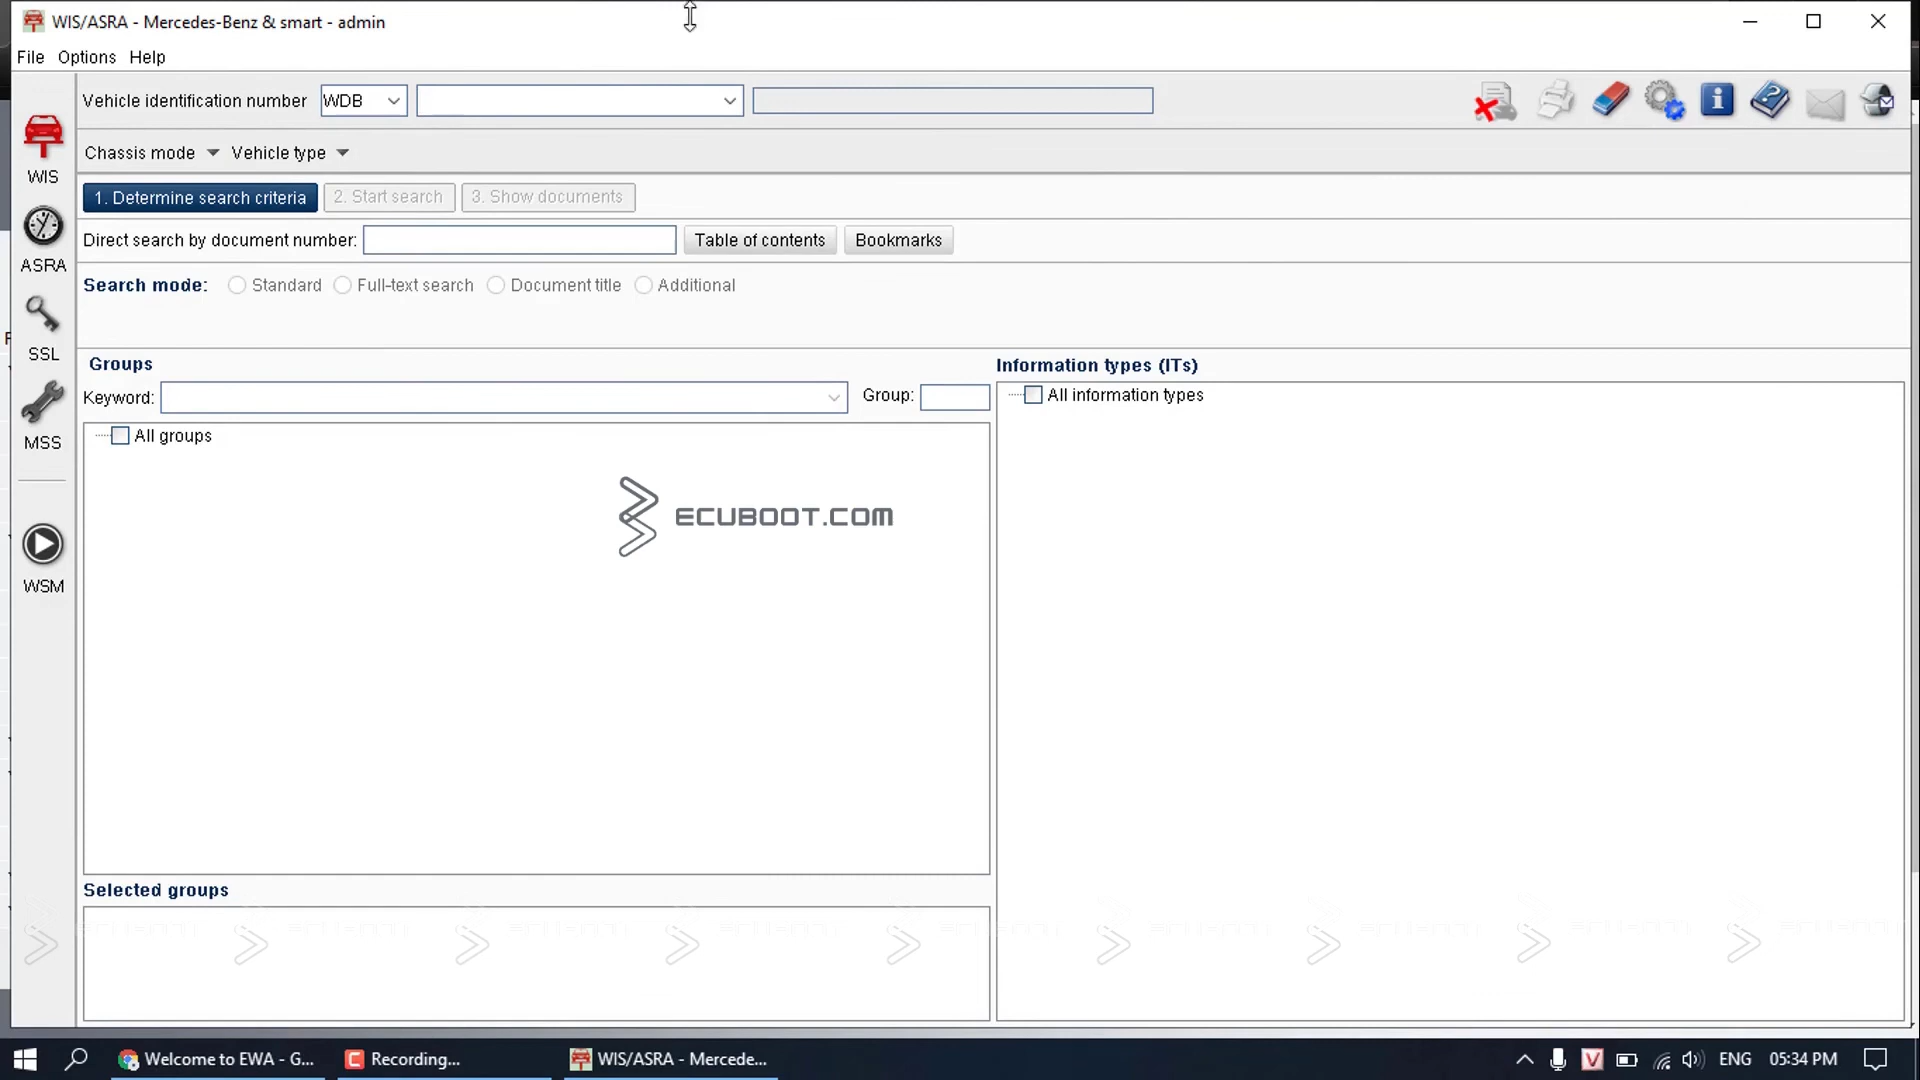 WIS/ASRA - Mercedes-Benz & smart - admin
File Options Help
Vehicle identification number WDB
WIS
Chassis mode Vehicle type
1. Determine search criteria 2. Start search 3. Show documents
Direct search by document number: Table of contents Bookmarks
ASRA
Search mode: Standard Full-text search Document title Additional
SSL
Groups
Information types (ITs)
Keyword: Group:
All information types
All groups
MSS
ECUBOOT.COM
WSM
Selected groups
Welcome to EWA - G... Recording... WIS/ASRA - Mercede... V ENG 05:34 PM